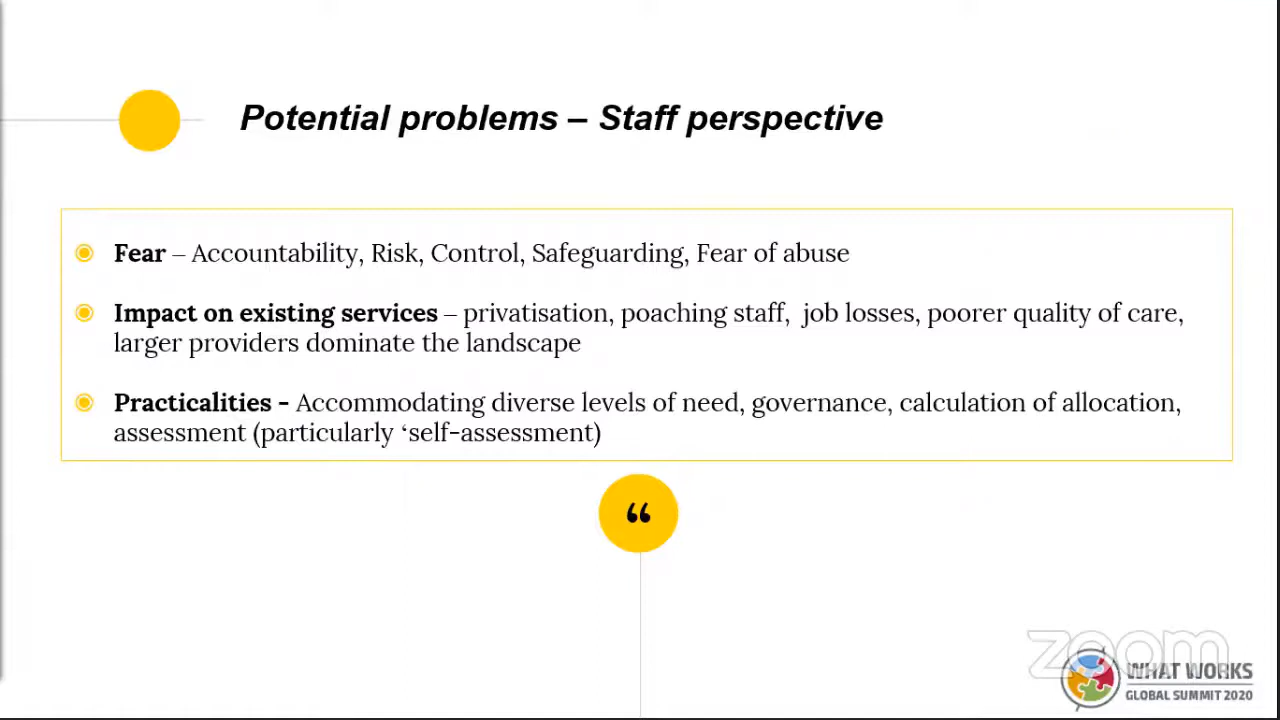 Potential problems – Staff perspective
Fear – Accountability, Risk, Control, Safeguarding, Fear of abuse
Impact on existing services – privatisation, poaching staff,  job losses, poorer quality of care,
larger providers dominate the landscape
Practicalities - Accommodating diverse levels of need, governance, calculation of allocation,
assessment (particularly ‘self-assessment)
“
zoom
WHAT WORKS
GLOBAL SUMMIT 2020